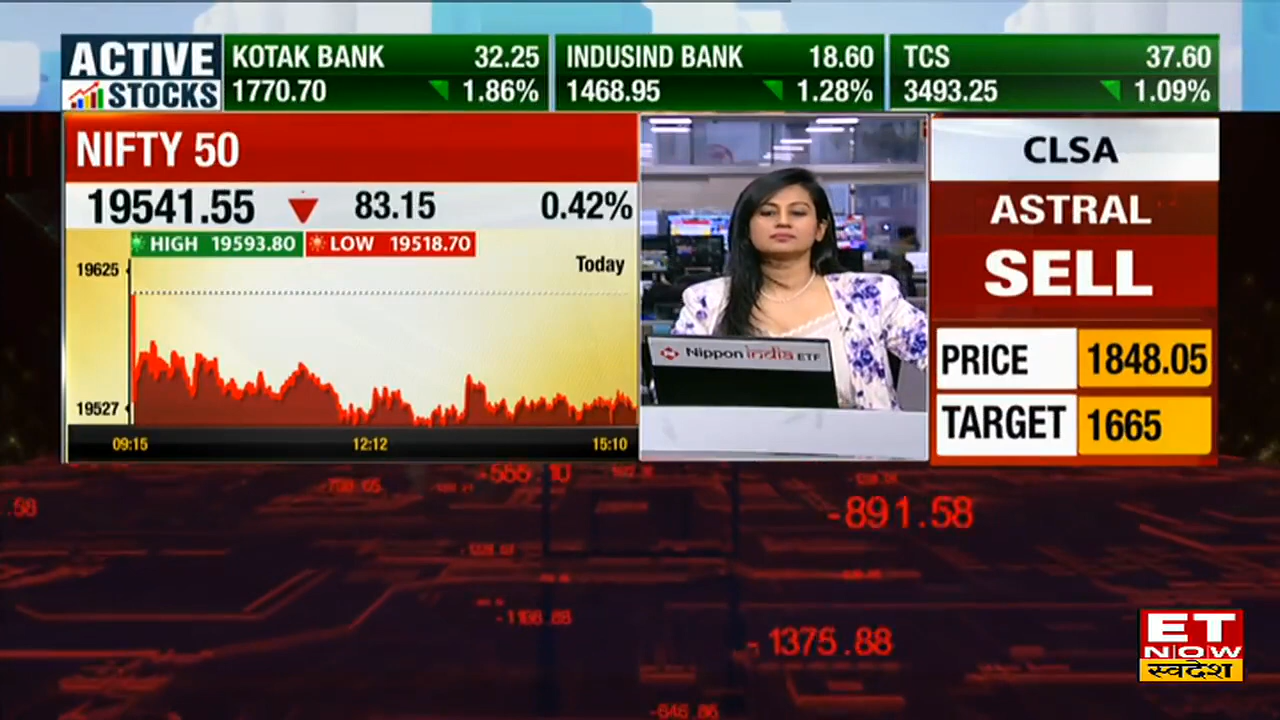 ACTIVE
STOCKS
KOTAK BANK 32.25
1770.70 1.86%
INDUSIND BANK 18.60
1468.95 1.28%
TCS 37.60
3493.25 1.09%
NIFTY 50
19541.55 83.15 0.42%
HIGH 19593.80 LOW 19518.70
Today
19625
19527
09:15 12:12 15:10
Nippon india ETF
CLSA
ASTRAL
SELL
PRICE 1848.05
TARGET 1665
.58
-891.58
-1375.88
ET
NOW
स्वदेश